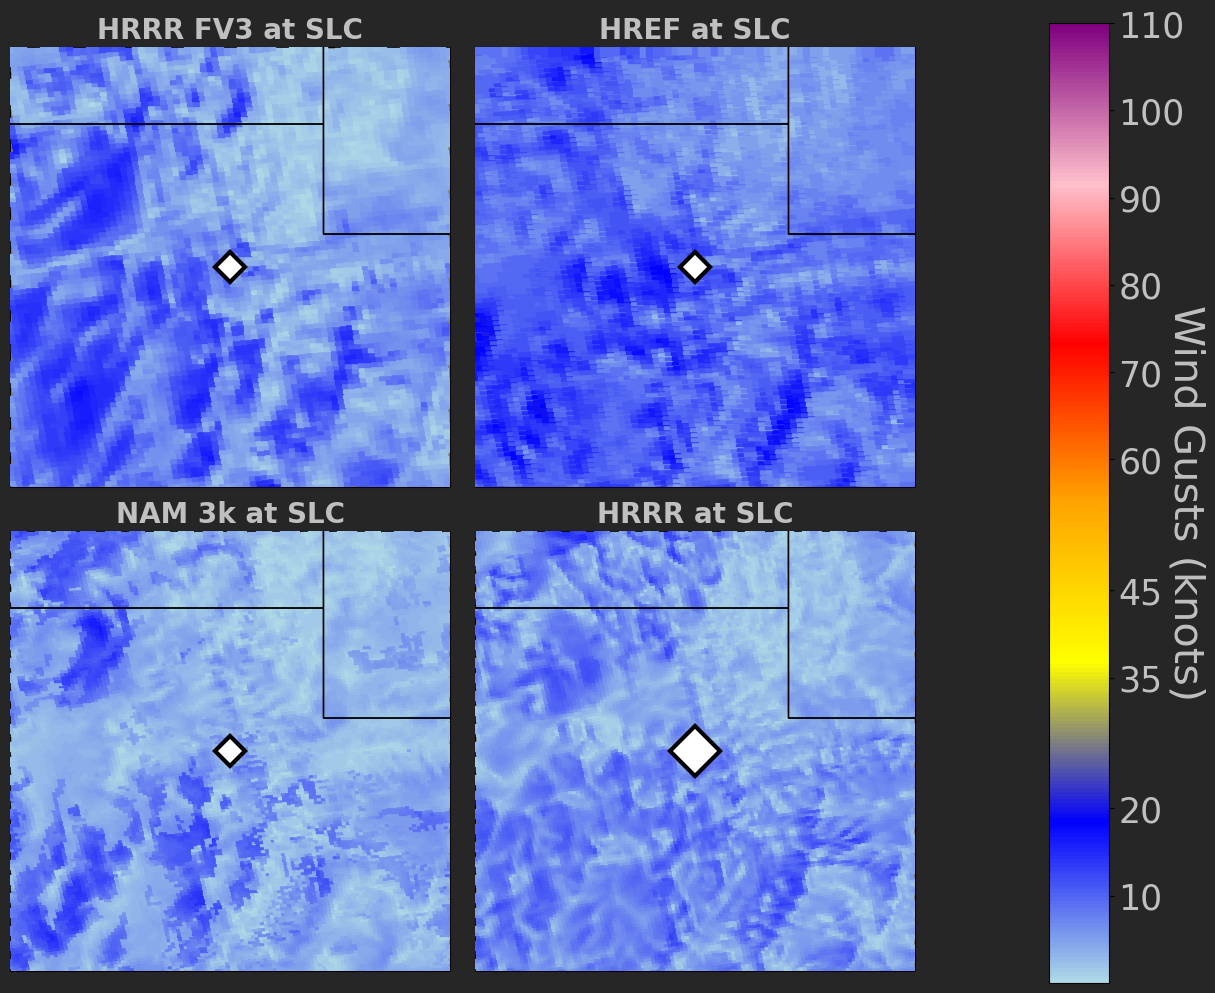 HRRR FV3 at SLC
HREF at SLC
NAM 3k at SLC
HRRR at SLC
110
100
90
80
70
60
45
35
20
10
Wind Gusts (knots)